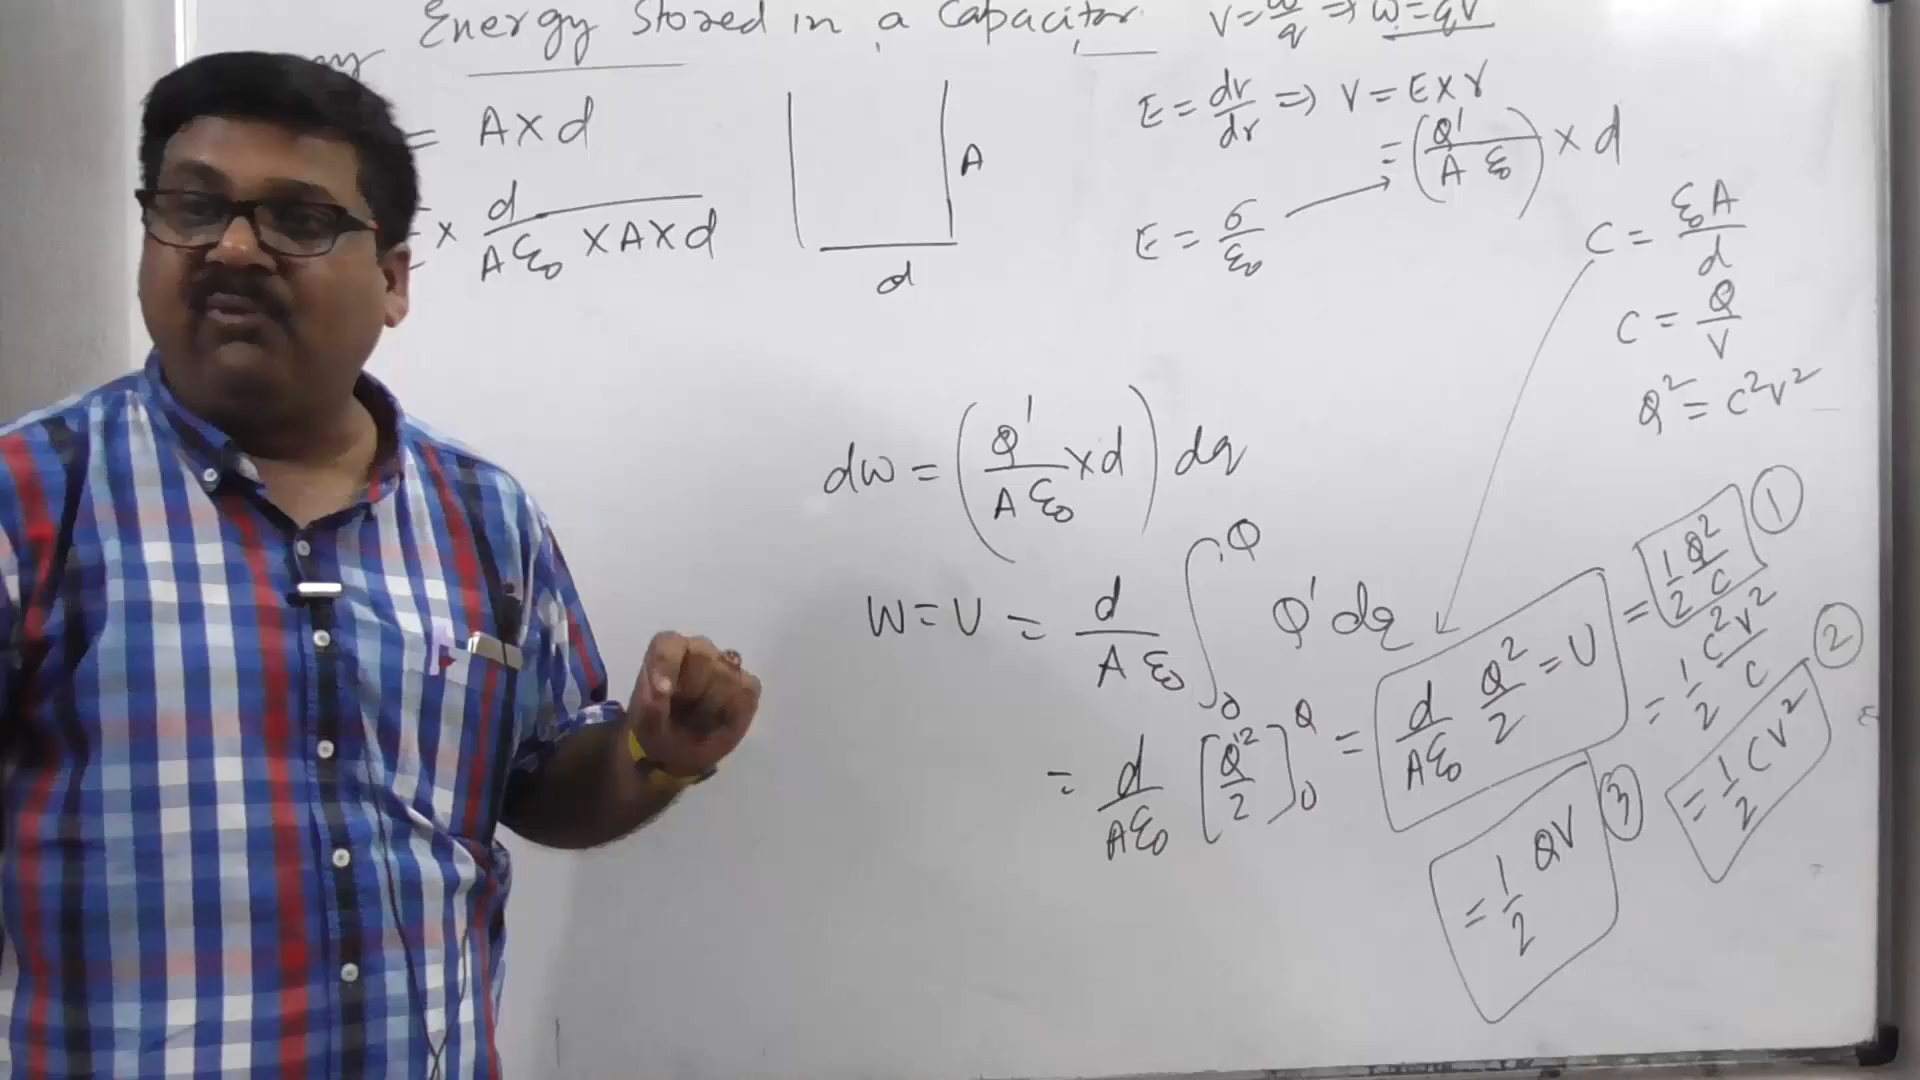 Energy Stored in a Capacitor
V = w/q ⇒ w = qV
= A × d
× d/Aε₀ × A × d
A
d
E = dv/dr ⇒ V = E × r
= (Q'/A ε₀) × d
E = σ/ε₀
C = ε₀A/d
C = Q/V
Q² = C²V²
dw = (Q'/Aε₀ × d) dq
W = U = d/Aε₀ ∫₀^Q Q' dq
= d/Aε₀ [Q'²/2]₀^Q = d/Aε₀ Q²/2 = U
= 1/2 Q²/C ①
= 1/2 C²V²/C
= 1/2 CV² ②
= 1/2 QV ③